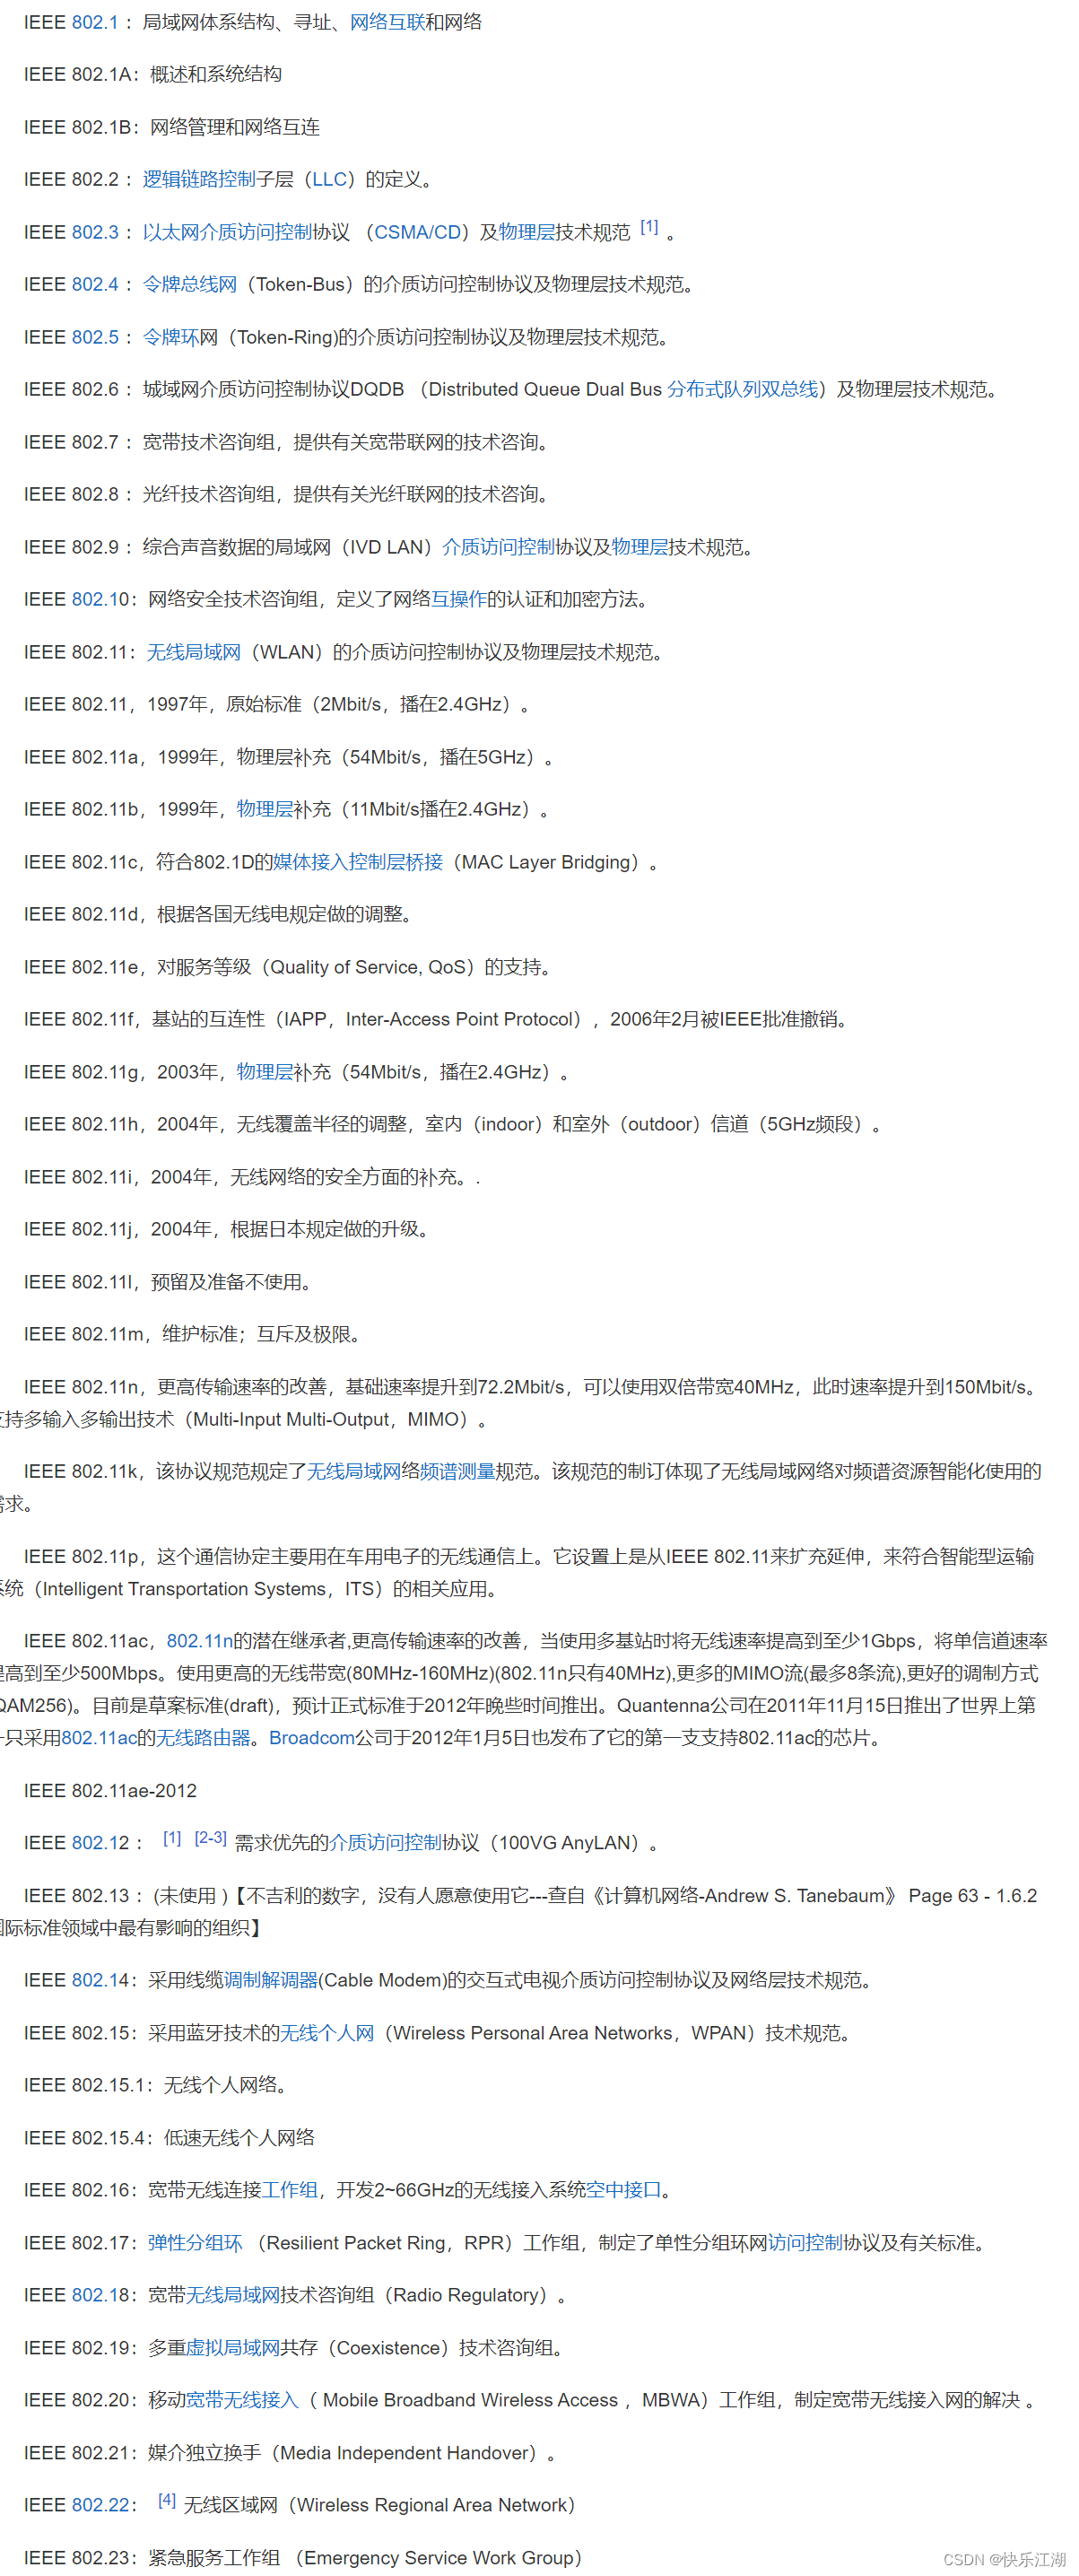 IEEE 802.1 ：局域网体系结构、寻址、网络互联和网络
IEEE 802.1A：概述和系统结构
IEEE 802.1B：网络管理和网络互连
IEEE 802.2 ：逻辑链路控制子层（LLC）的定义。
IEEE 802.3 ：以太网介质访问控制协议 （CSMA/CD）及物理层技术规范 [1] 。
IEEE 802.4 ：令牌总线网（Token-Bus）的介质访问控制协议及物理层技术规范。
IEEE 802.5 ：令牌环网（Token-Ring)的介质访问控制协议及物理层技术规范。
IEEE 802.6 ：城域网介质访问控制协议DQDB （Distributed Queue Dual Bus 分布式队列双总线）及物理层技术规范。
IEEE 802.7 ：宽带技术咨询组，提供有关宽带联网的技术咨询。
IEEE 802.8 ：光纤技术咨询组，提供有关光纤联网的技术咨询。
IEEE 802.9 ：综合声音数据的局域网（IVD LAN）介质访问控制协议及物理层技术规范。
IEEE 802.10：网络安全技术咨询组，定义了网络互操作的认证和加密方法。
IEEE 802.11：无线局域网（WLAN）的介质访问控制协议及物理层技术规范。
IEEE 802.11，1997年，原始标准（2Mbit/s，播在2.4GHz）。
IEEE 802.11a，1999年，物理层补充（54Mbit/s，播在5GHz）。
IEEE 802.11b，1999年，物理层补充（11Mbit/s播在2.4GHz）。
IEEE 802.11c，符合802.1D的媒体接入控制层桥接（MAC Layer Bridging）。
IEEE 802.11d，根据各国无线电规定做的调整。
IEEE 802.11e，对服务等级（Quality of Service, QoS）的支持。
IEEE 802.11f，基站的互连性（IAPP，Inter-Access Point Protocol），2006年2月被IEEE批准撤销。
IEEE 802.11g，2003年，物理层补充（54Mbit/s，播在2.4GHz）。
IEEE 802.11h，2004年，无线覆盖半径的调整，室内（indoor）和室外（outdoor）信道（5GHz频段）。
IEEE 802.11i，2004年，无线网络的安全方面的补充。.
IEEE 802.11j，2004年，根据日本规定做的升级。
IEEE 802.11l，预留及准备不使用。
IEEE 802.11m，维护标准；互斥及极限。
IEEE 802.11n，更高传输速率的改善，基础速率提升到72.2Mbit/s，可以使用双倍带宽40MHz，此时速率提升到150Mbit/s。
支持多输入多输出技术（Multi-Input Multi-Output，MIMO）。
IEEE 802.11k，该协议规范规定了无线局域网络频谱测量规范。该规范的制订体现了无线局域网络对频谱资源智能化使用的
需求。
IEEE 802.11p，这个通信协定主要用在车用电子的无线通信上。它设置上是从IEEE 802.11来扩充延伸，来符合智能型运输
系统（Intelligent Transportation Systems，ITS）的相关应用。
IEEE 802.11ac，802.11n的潜在继承者,更高传输速率的改善，当使用多基站时将无线速率提高到至少1Gbps，将单信道速率
提高到至少500Mbps。使用更高的无线带宽(80MHz-160MHz)(802.11n只有40MHz),更多的MIMO流(最多8条流),更好的调制方式
QAM256)。目前是草案标准(draft)，预计正式标准于2012年晚些时间推出。Quantenna公司在2011年11月15日推出了世界上第
一只采用802.11ac的无线路由器。Broadcom公司于2012年1月5日也发布了它的第一支支持802.11ac的芯片。
IEEE 802.11ae-2012
IEEE 802.12： [1] [2-3] 需求优先的介质访问控制协议（100VG AnyLAN）。
IEEE 802.13 ：(未使用 )【不吉利的数字，没有人愿意使用它---查自《计算机网络-Andrew S. Tanebaum》 Page 63 - 1.6.2
国际标准领域中最有影响的组织】
IEEE 802.14：采用线缆调制解调器(Cable Modem)的交互式电视介质访问控制协议及网络层技术规范。
IEEE 802.15：采用蓝牙技术的无线个人网（Wireless Personal Area Networks，WPAN）技术规范。
IEEE 802.15.1：无线个人网络。
IEEE 802.15.4：低速无线个人网络
IEEE 802.16：宽带无线连接工作组，开发2~66GHz的无线接入系统空中接口。
IEEE 802.17：弹性分组环 （Resilient Packet Ring，RPR）工作组，制定了单性分组环网访问控制协议及有关标准。
IEEE 802.18：宽带无线局域网技术咨询组（Radio Regulatory）。
IEEE 802.19：多重虚拟局域网共存（Coexistence）技术咨询组。
IEEE 802.20：移动宽带无线接入（ Mobile Broadband Wireless Access ，MBWA）工作组，制定宽带无线接入网的解决 。
IEEE 802.21：媒介独立换手（Media Independent Handover）。
IEEE 802.22： [4] 无线区域网（Wireless Regional Area Network）
IEEE 802.23：紧急服务工作组 （Emergency Service Work Group）
CSDN @快乐江湖